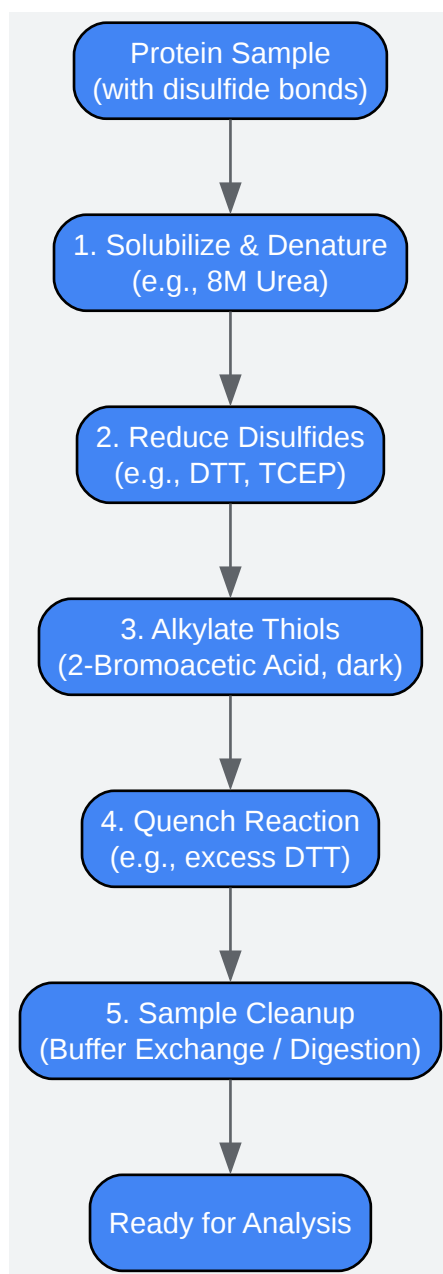 Protein Sample
(with disulfide bonds)
1. Solubilize & Denature
(e.g., 8M Urea)
2. Reduce Disulfides
(e.g., DTT, TCEP)
3. Alkylate Thiols
(2-Bromoacetic Acid, dark)
4. Quench Reaction
(e.g., excess DTT)
5. Sample Cleanup
(Buffer Exchange / Digestion)
Ready for Analysis